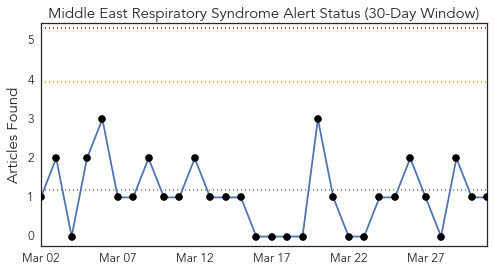 Middle East Respiratory Syndrome Alert Status (30-Day Window)
Articles Found
5
4
3
2
1
0
Mar 02 Mar 07 Mar 12 Mar 17 Mar 22 Mar 27